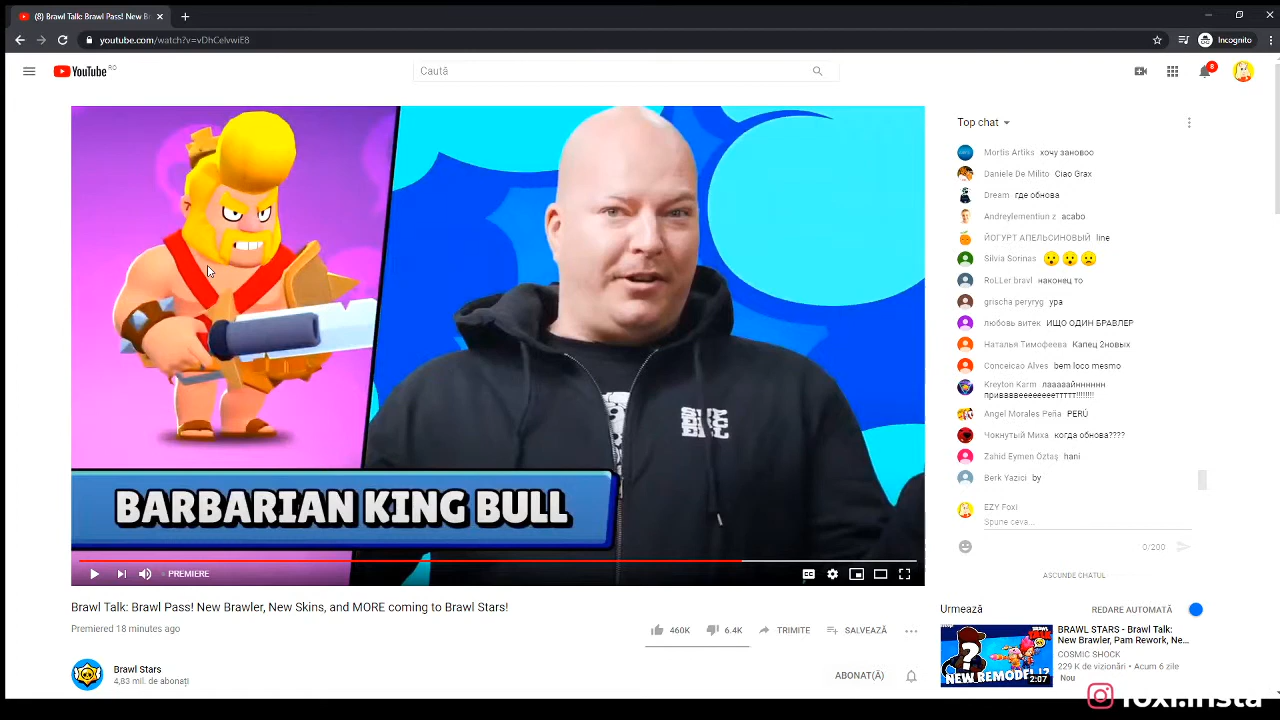 (8) Brawl Talk: Brawl Pass! New Bi
youtube.com/watch?v=vDhCelvwiE8
Incognito
YouTube RO
Caută
8
BARBARIAN KING BULL
PREMIERE
Top chat
Mortis Artiks хочу зановоо
Daniele De Milito Ciao Grax
Dream где обнова
Andreylementiun z acabo
ЙОГУРТ АПЕЛЬСИНОВЫЙ line
Silvia Sorinas
RoLLer bravl наконец то
grischa peryryg ура
любовь витек ИЩО ОДИН БРАВЛЕР
Наталья Тимофеева Капец 2новых
Conceicao Alves bem loco mesmo
Kreyton Karm лаааaайнннннн
приввввеееееееетттттт!!!!!!!!
Angel Morales Peña PERÚ
Чокнутый Миха когда обнова????
Zahid Eymen Öztaş hani
Berk Yazıcı by
EZY Foxi
Spune ceva...
0/200
ASCUNDE CHATUL
Brawl Talk: Brawl Pass! New Brawler, New Skins, and MORE coming to Brawl Stars!
Premiered 18 minutes ago
460K 6.4K TRIMITE SALVEAZĂ
Brawl Stars
4,83 mil. de abonați
ABONAT(Ă)
Urmează REDARE AUTOMATĂ
NEW REMODEL!?
2:07
BRAWL STARS - Brawl Talk:
New Brawler, Pam Rework, Ne...
COSMIC SHOCK
229 K de vizionări • Acum 6 zile
Nou
foxi.insta